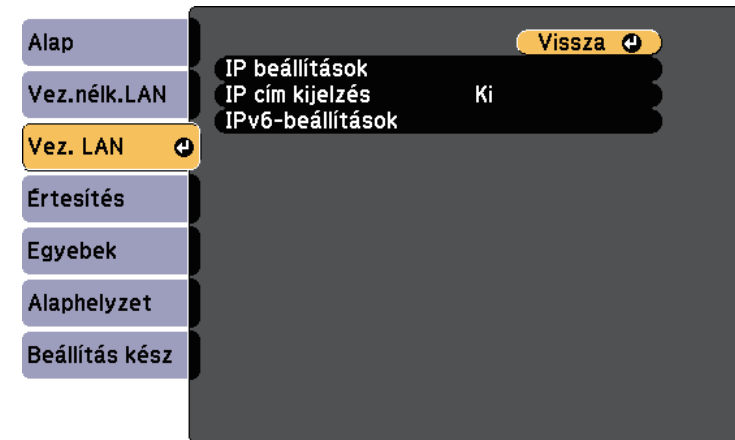 Alap
Vez.nélk.LAN
Vez. LAN
Értesítés
Egyebek
Alaphelyzet
Beállítás kész
Vissza
IP beállítások
IP cím kijelzés Ki
IPv6-beállítások